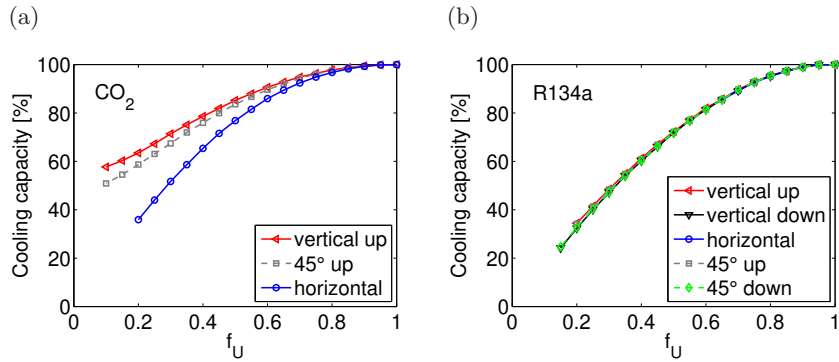 (a)
CO2
Cooling capacity [%]
100
80
60
40
20
0
0
0.2
0.4
0.6
0.8
1
fU
vertical up
45° up
horizontal
(b)
R134a
Cooling capacity [%]
100
80
60
40
20
0
0
0.2
0.4
0.6
0.8
1
fU
vertical up
vertical down
horizontal
45° up
45° down